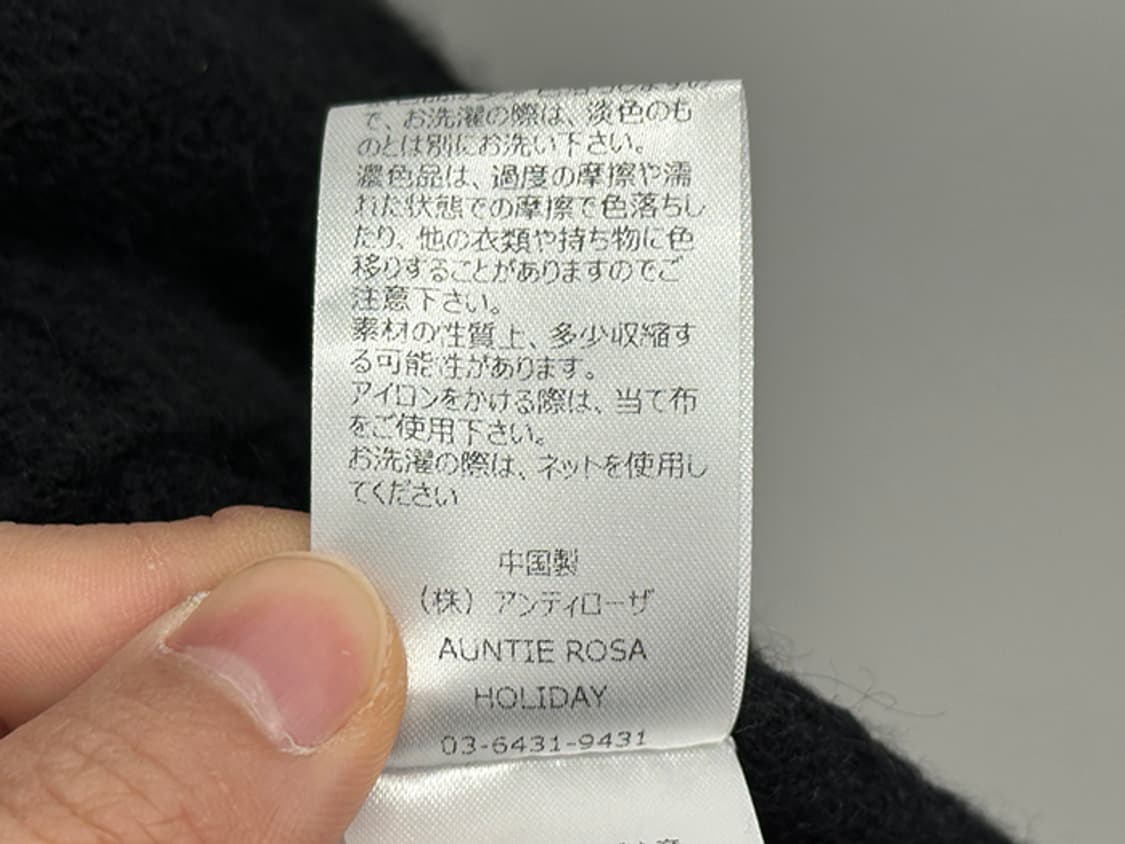 で、お洗濯の際は、淡色のも
のとは別にお洗い下さい。
濃色品は、過度の摩擦や濡
れた状態での摩擦で色落ちし
たり、他の衣類や持ち物に色
移りすることがありますのでご
注意下さい。
素材の性質上、多少収縮す
る可能性があります。
アイロンをかける際は、当て布
をご使用下さい。
お洗濯の際は、ネットを使用し
てください
中国製
（株）アンティローザ
AUNTIE ROSA
HOLIDAY
03-6431-9431